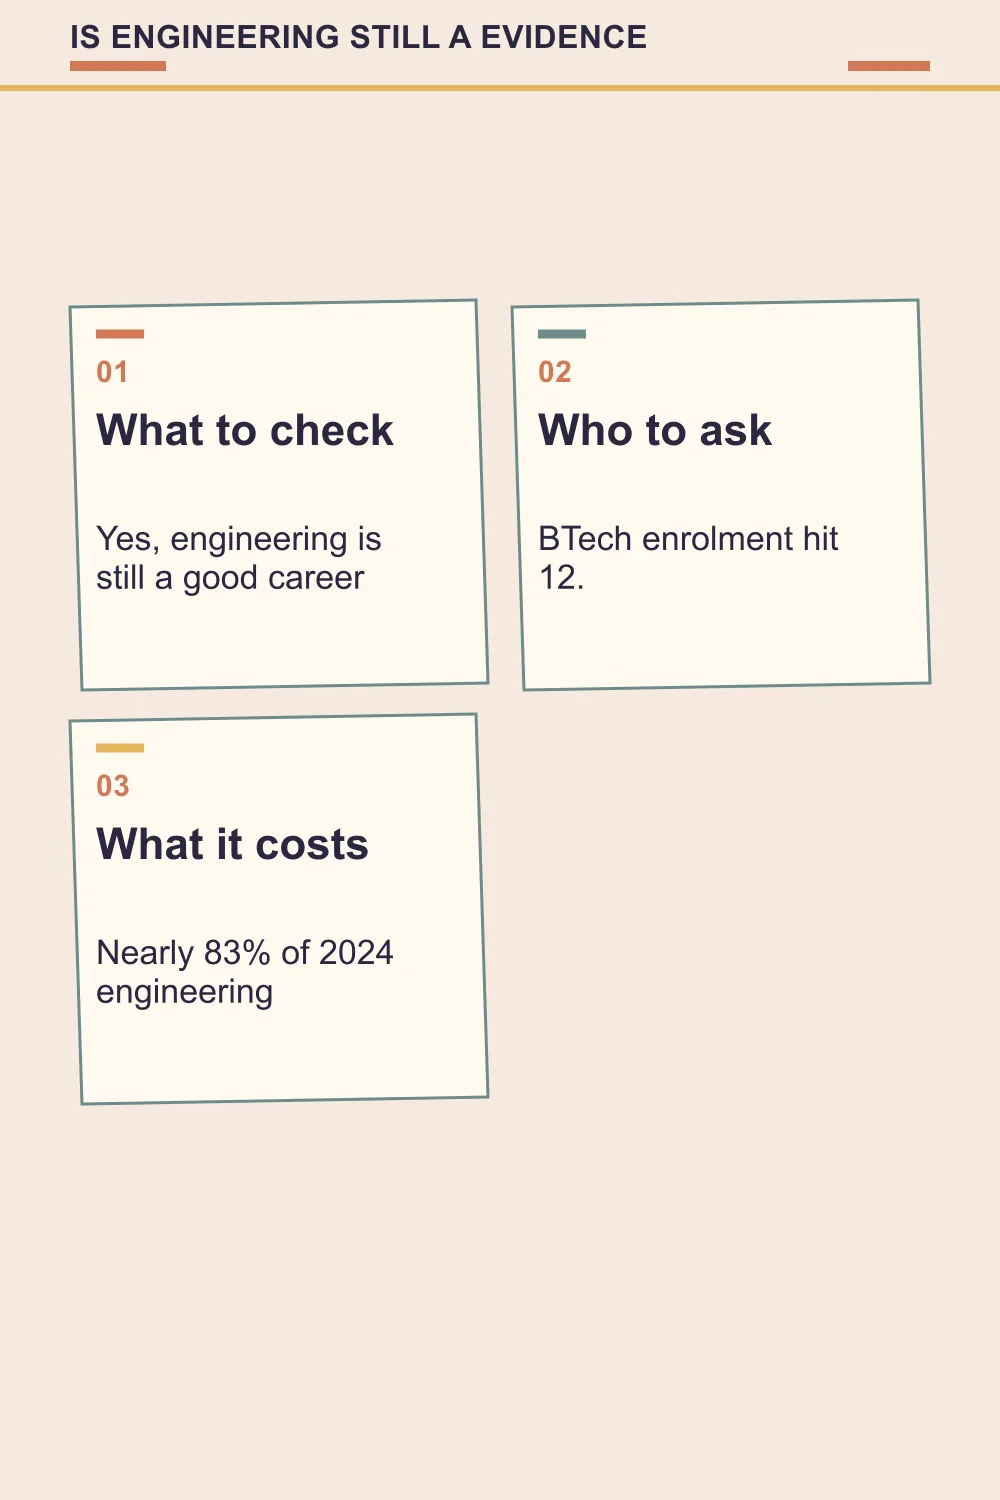 IS ENGINEERING STILL A EVIDENCE
01
What to check
Yes, engineering is
still a good career
02
Who to ask
BTech enrolment hit
12.
03
What it costs
Nearly 83% of 2024
engineering